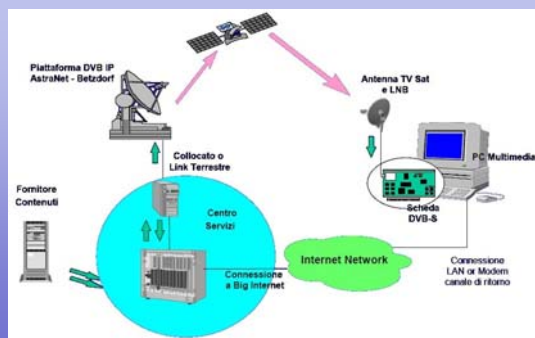 Piattaforma DVB IP
AstraNet - Betzdorf
Antenna TV Sat
e LNB
Collocato o
Link Terrestre
PC Multimedia
Fornitore
Contenuti
Centro
Servizi
Scheda
DVB-S
Internet Network
Connessione
a Big Internet
Connessione
LAN or Modem
canale di ritorno